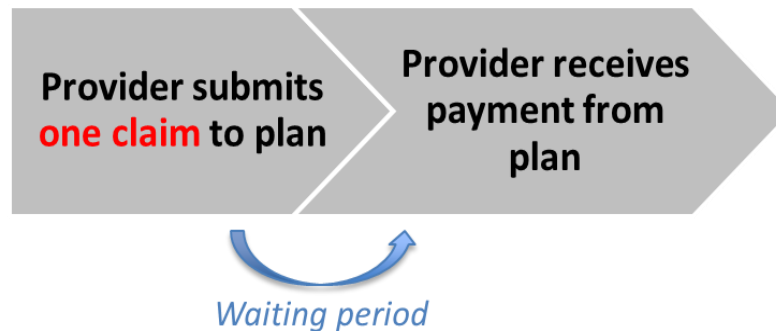 Provider submits
one claim to plan
Provider receives
payment from
plan
Waiting period